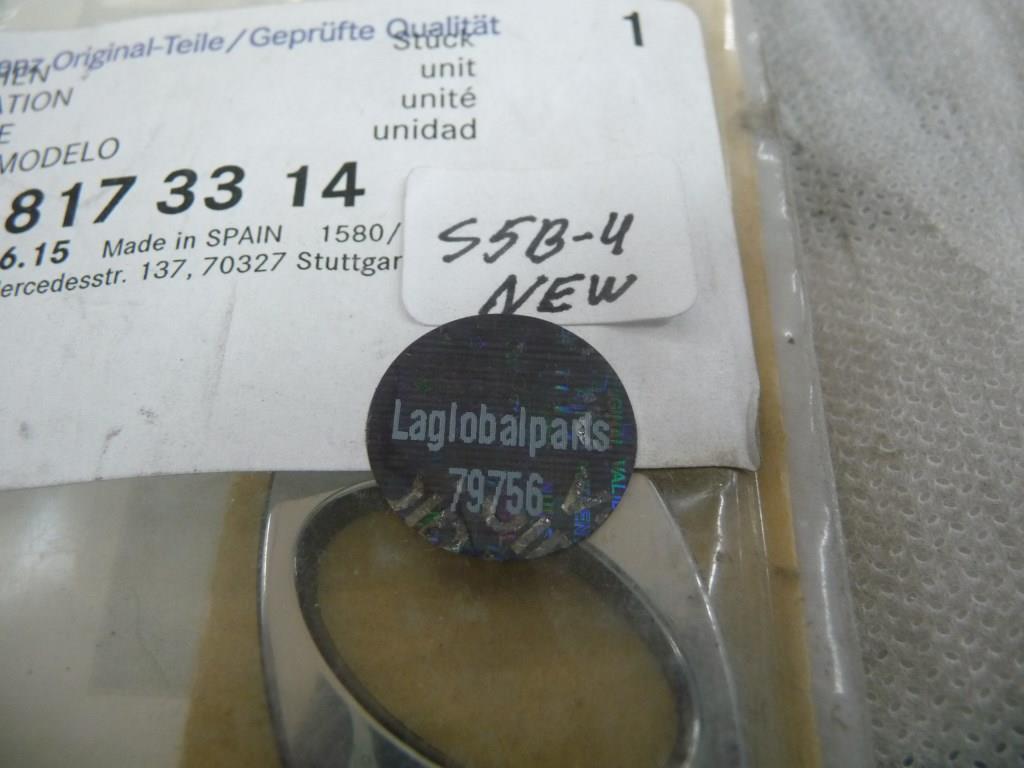 Original-Teile/Geprüfte Qualität
Stück 1
unit
ATION unité
E unidad
MODELO
817 33 14
6.15 Made in SPAIN 1580/
ercedesstr. 137, 70327 Stuttgar
S5B-4
NEW
Laglobalparts
79756